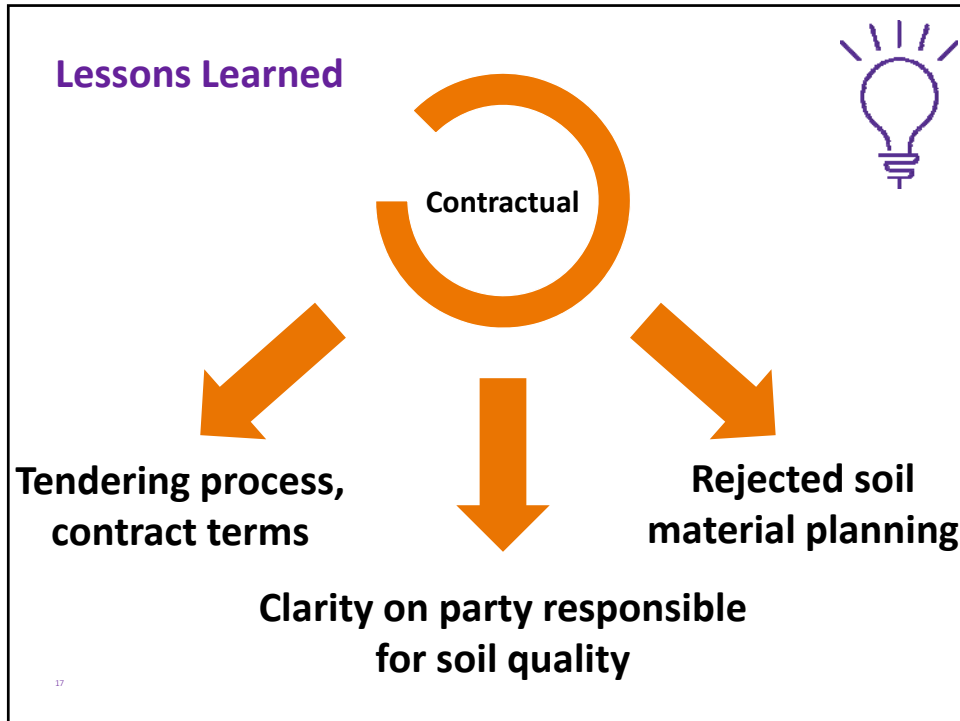 Lessons Learned
Contractual
Tendering process,
contract terms
Rejected soil
material planning
Clarity on party responsible
for soil quality
17